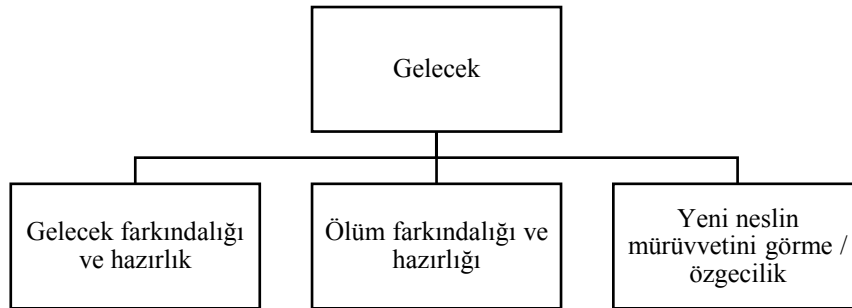 Gelecek
Gelecek farkındalığı
ve hazırlık
Ölüm farkındalığı ve
hazırlığı
Yeni neslin
mürüvvetini görme /
özgecilik